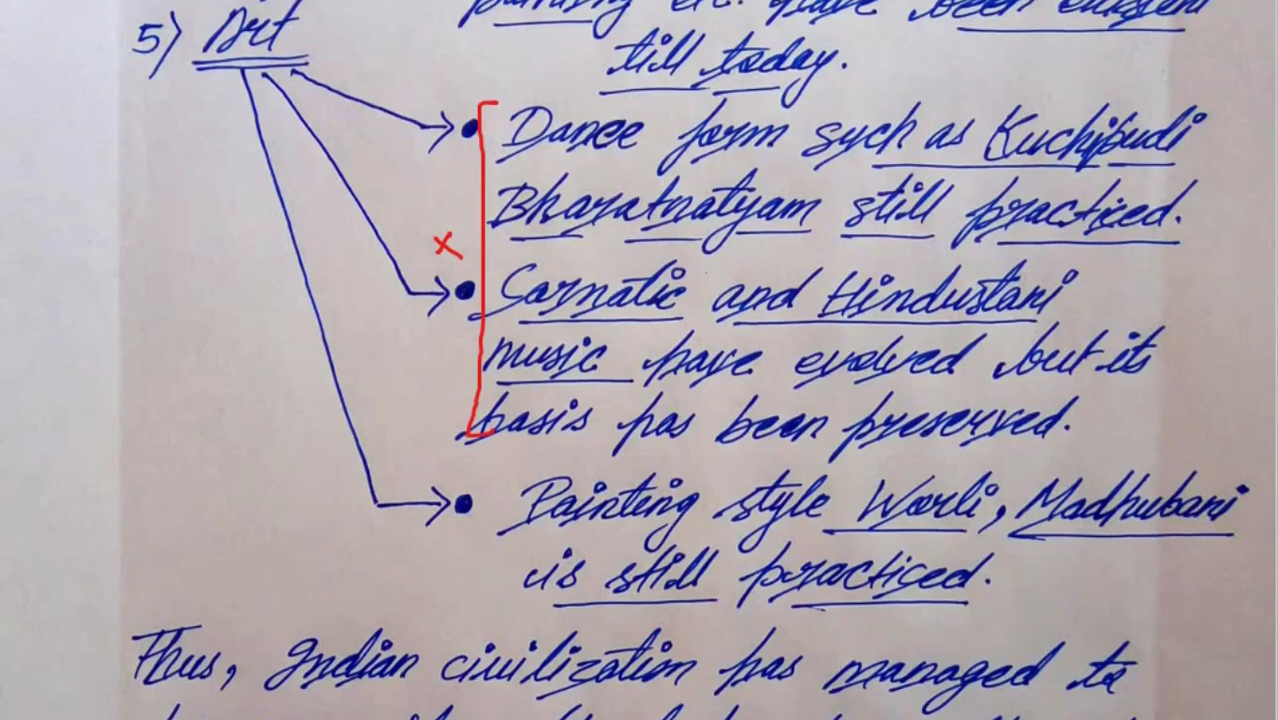 painting etc. have been existent
5) Art
till today.
• Dance form such as Kuchipudi
Bharatnatyam still practiced.
x
• Carnatic and Hindustani
music have evolved but its
basis has been preserved.
• Painting style Worli, Madhubani
is still practiced.
Thus, Indian civilization has managed to